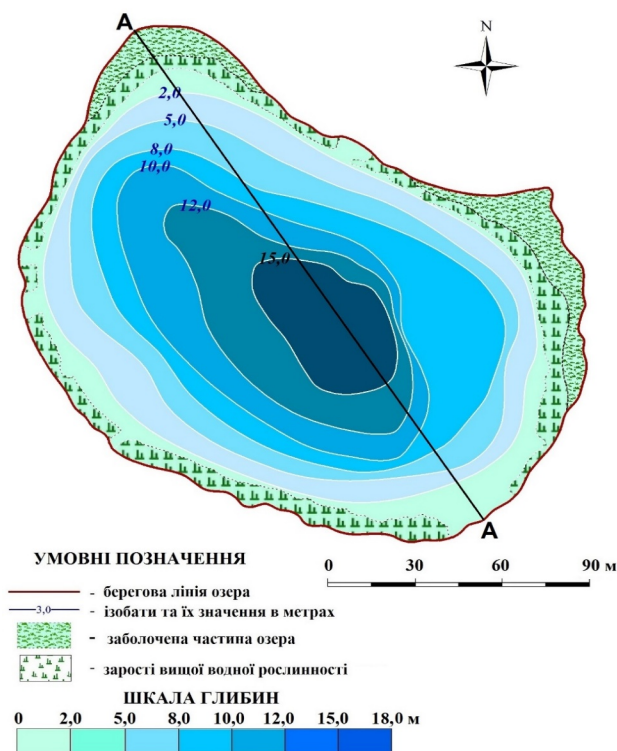 A
N
2,0
5,0
8,0
10,0
12,0
15,0
A
УМОВНІ ПОЗНАЧЕННЯ
0 30 60 90 м
- берегова лінія озера
3,0 - ізобати та їх значення в метрах
- заболочена частина озера
- зарості вищої водної рослинності
ШКАЛА ГЛИБИН
0 2,0 5,0 8,0 10,0 12,0 15,0 18,0 м